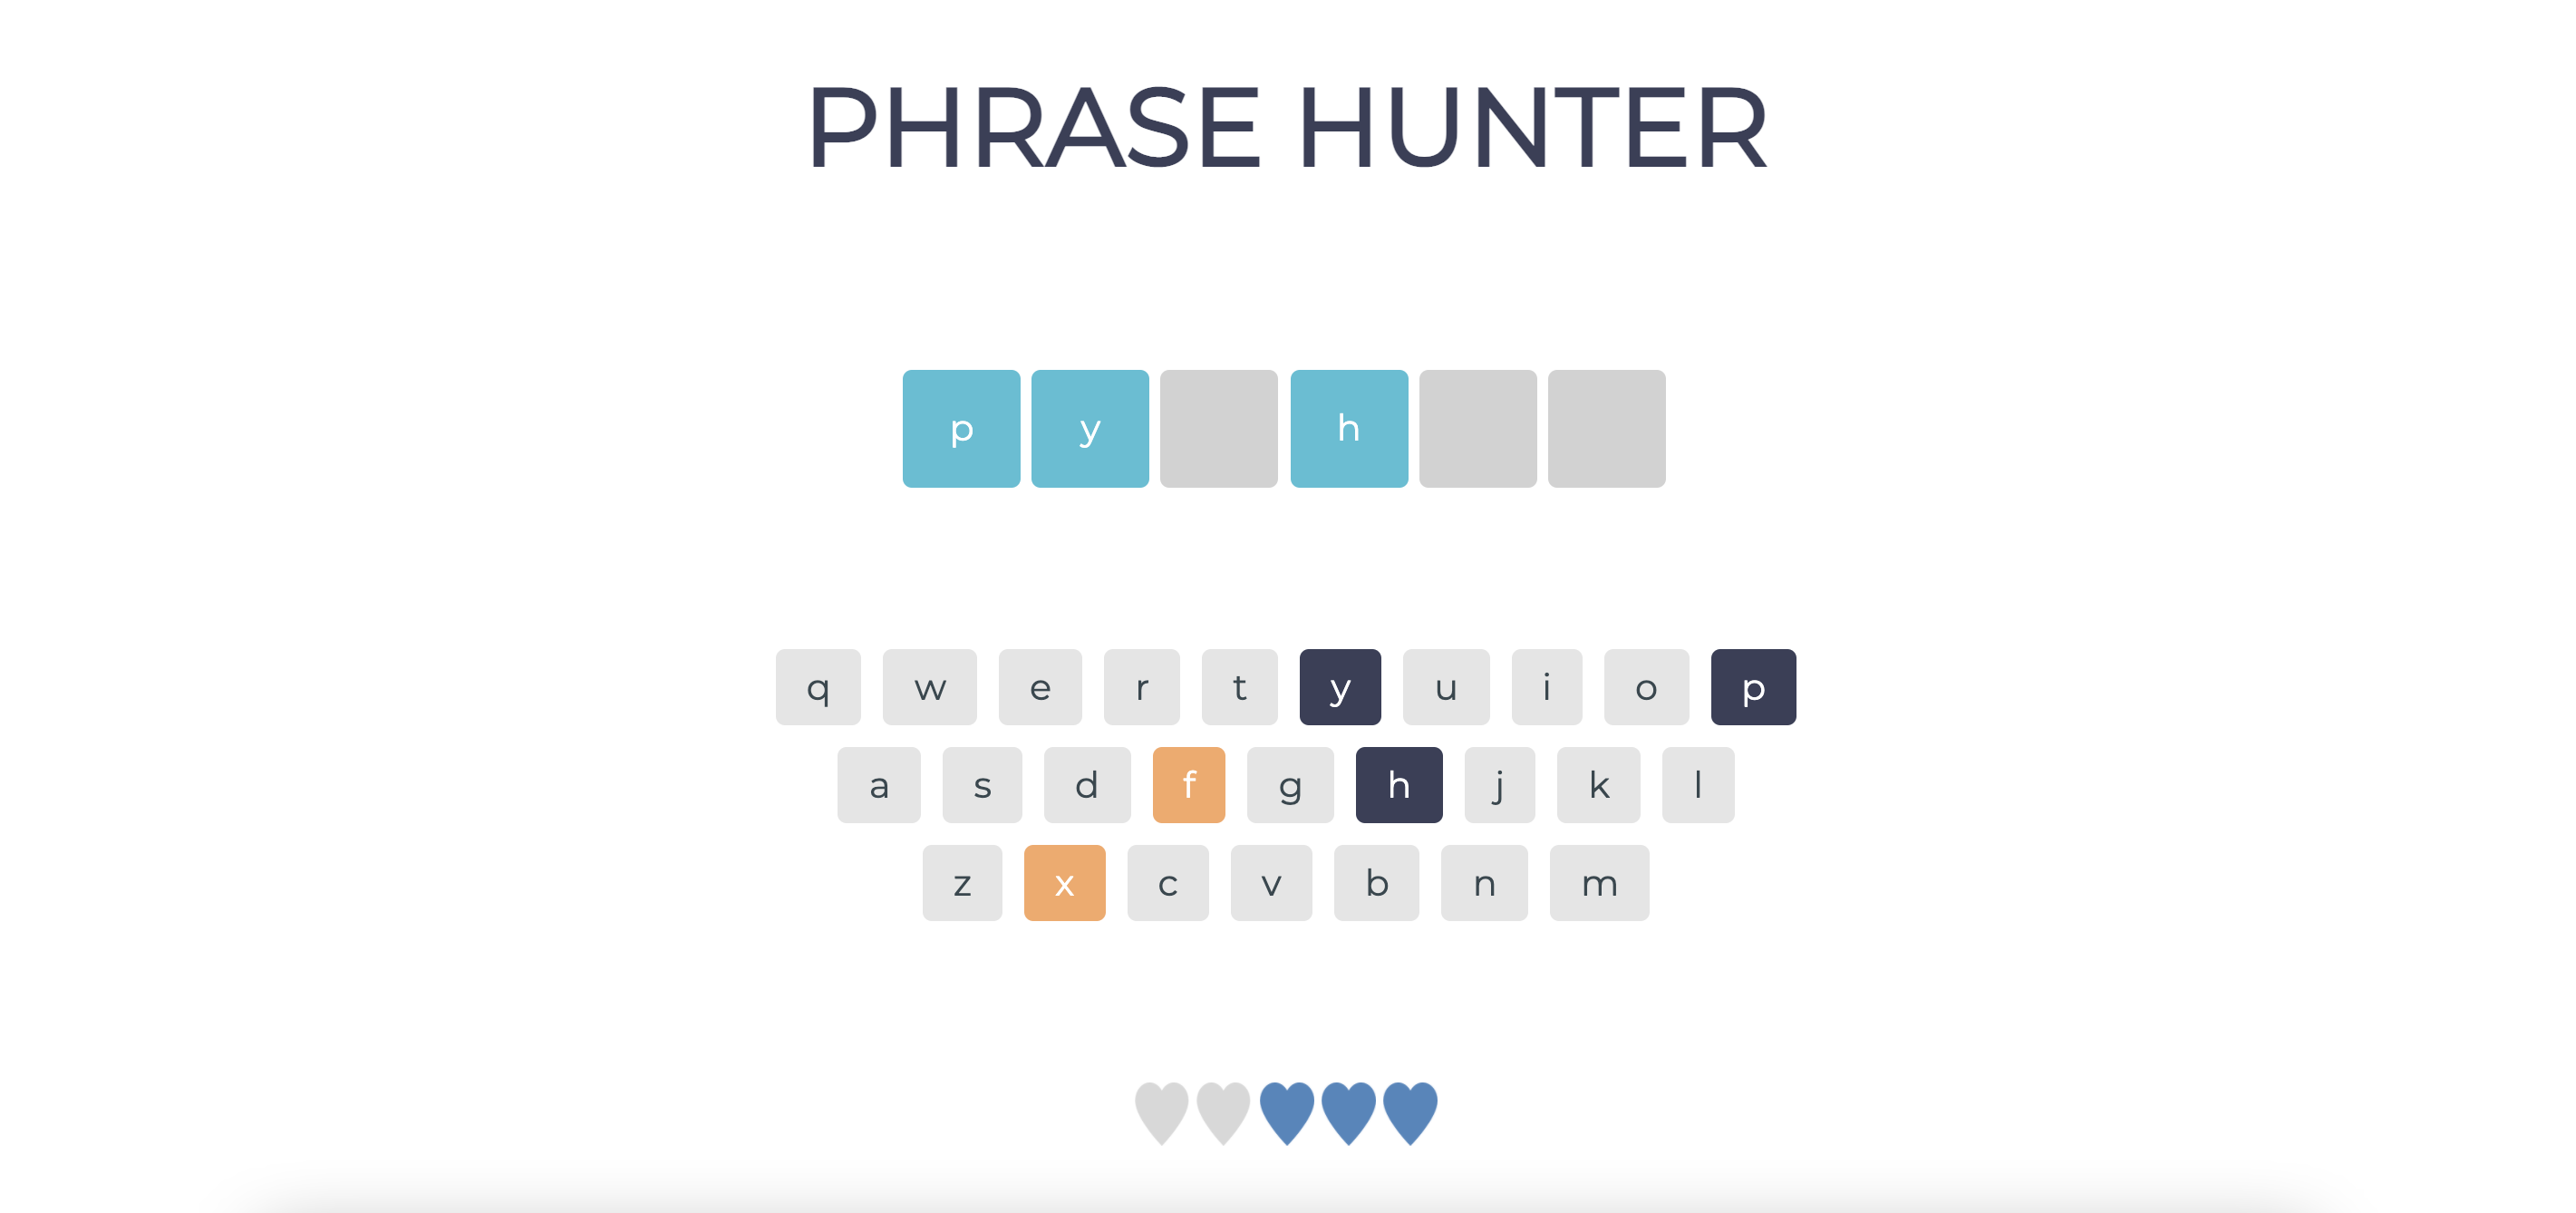 PHRASE HUNTER
p y h
q w e r t y u i o p
a s d f g h j k l
z x c v b n m